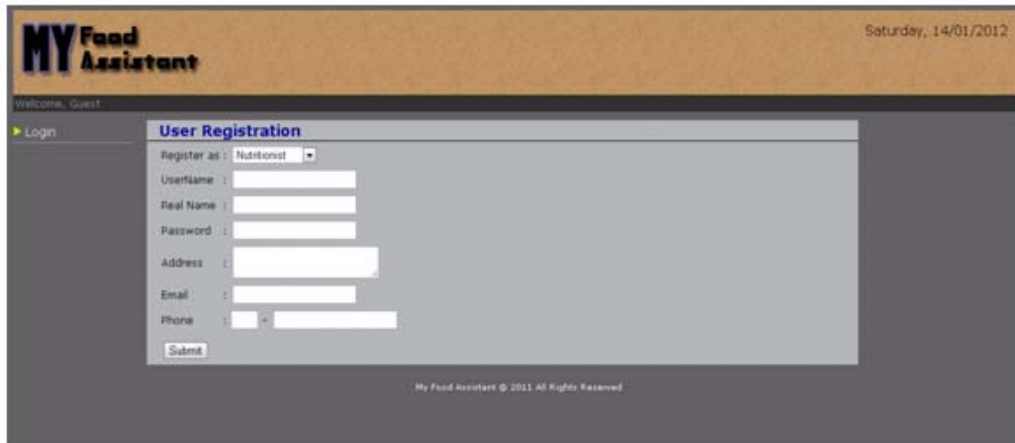 MY Food
Assistant
Saturday, 14/01/2012
Welcome, Guest
Login
User Registration
Register as : Nutritionist
UserName :
Real Name :
Password :
Address :
Email :
Phone : -
Submit
My Food Assistant © 2011 All Rights Reserved